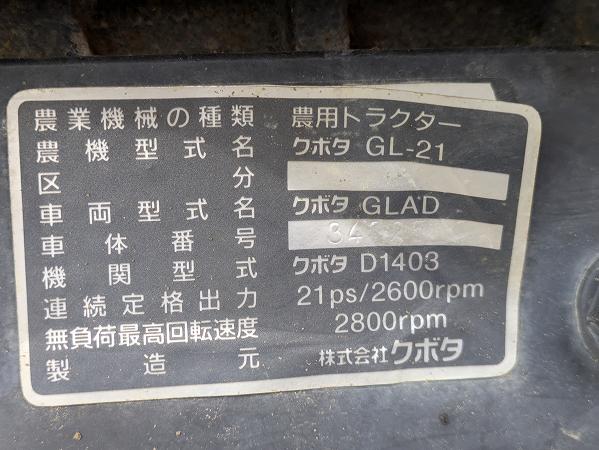 農業機械の種類 農用トラクター
農機型式名 クボタ GL-21
区分
車両型式名 クボタ GLAD
車体番号
機関型式 クボタ D1403
連続定格出力 21ps/2600rpm
無負荷最高回転速度 2800rpm
製造元 株式会社クボタ